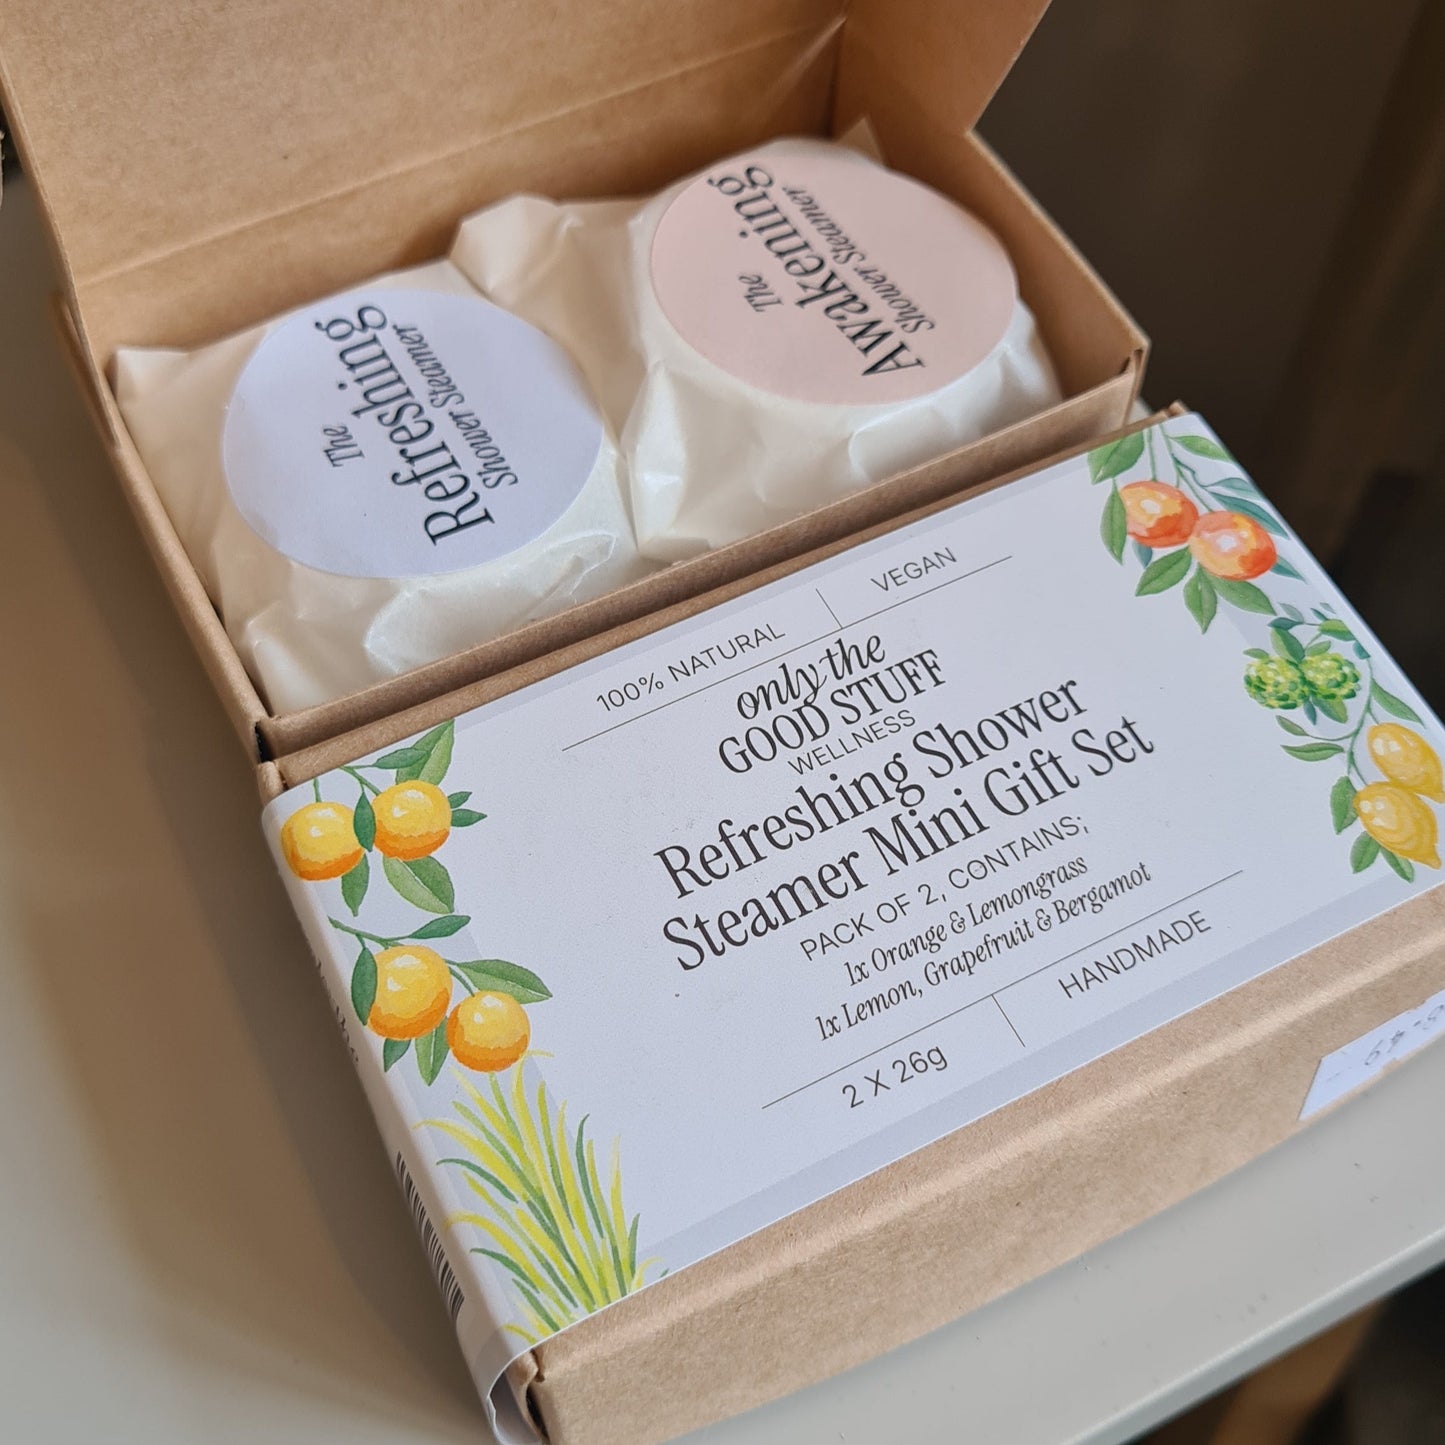 The
Refreshing
Shower Steamer
The
Awakening
Shower Steamer
100% NATURAL
VEGAN
only the
GOOD STUFF
WELLNESS
Refreshing Shower
Steamer Mini Gift Set
PACK OF 2, CONTAINS;
1x Orange & Lemongrass
1x Lemon, Grapefruit & Bergamot
2 X 26g
HANDMADE